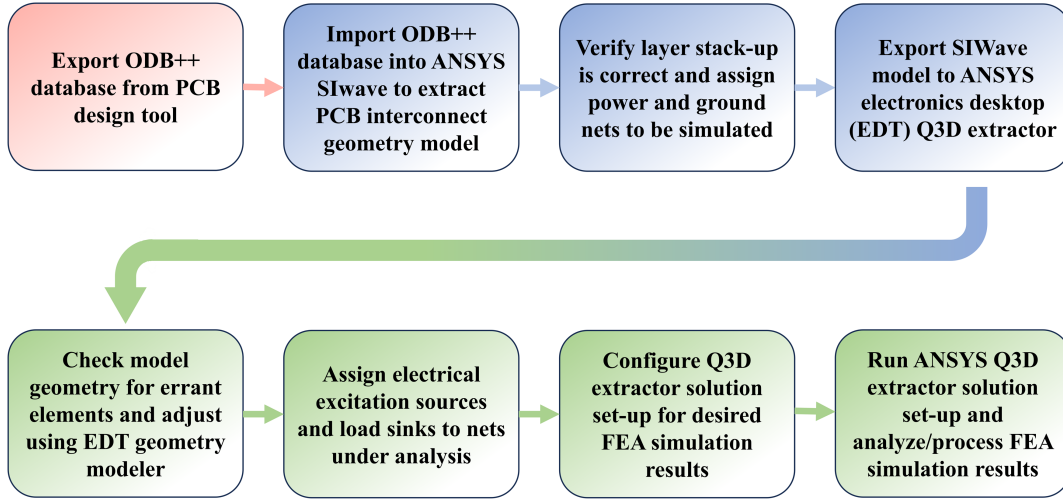 Export ODB++
database from PCB
design tool
Import ODB++
database into ANSYS
SIwave to extract
PCB interconnect
geometry model
Verify layer stack-up
is correct and assign
power and ground
nets to be simulated
Export SIWave
model to ANSYS
electronics desktop
(EDT) Q3D extractor
Check model
geometry for errant
elements and adjust
using EDT geometry
modeler
Assign electrical
excitation sources
and load sinks to nets
under analysis
Configure Q3D
extractor solution
set-up for desired
FEA simulation
results
Run ANSYS Q3D
extractor solution
set-up and
analyze/process FEA
simulation results